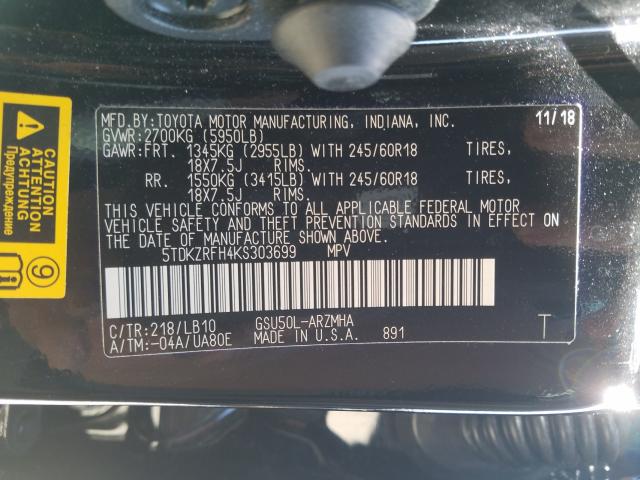 MFD.BY:TOYOTA MOTOR MANUFACTURING, INDIANA, INC. 11/18
GVWR:2700KG (5950LB)
GAWR:FRT. 1345KG (2955LB) WITH 245/60R18 TIRES,
18X7.5J RIMS.
RR. 1550KG (3415LB) WITH 245/60R18 TIRES,
18X7.5J RIMS.
THIS VEHICLE CONFORMS TO ALL APPLICABLE FEDERAL MOTOR
VEHICLE SAFETY AND THEFT PREVENTION STANDARDS IN EFFECT ON
THE DATE OF MANUFACTURE SHOWN ABOVE.
5TDKZRFH4KS303699 MPV
C/TR:218/LB10 GSU50L-ARZMHA
A/TM:-04A/UA80E MADE IN U.S.A. 891 T
CAUTION
ATTENTION
ACHTUNG
Предупреждение
9